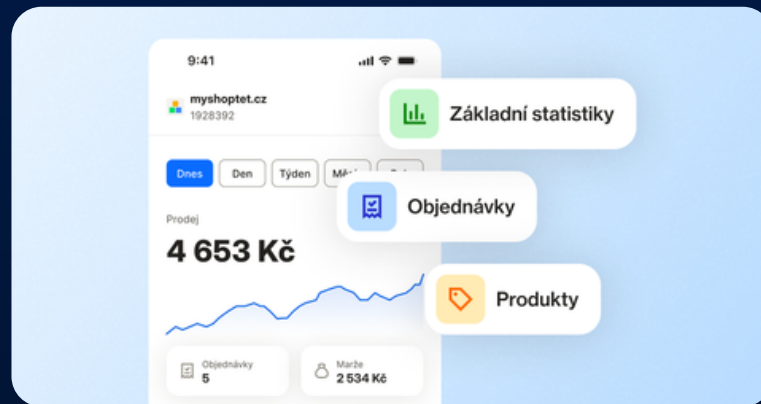 9:41
myshoptet.cz
1928392
Základní statistiky
Dnes Den Týden
Objednávky
Prodej
4 653 Kč
Produkty
Objednávky
5
Marže
2 534 Kč